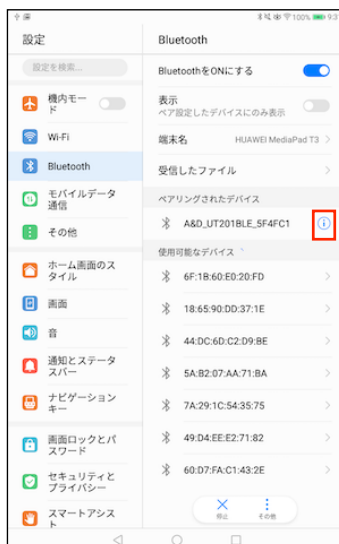 100% 9:3
設定
設定を検索...
機内モー
ド
Wi-Fi
Bluetooth
モバイルデータ
通信
その他
ホーム画面のス
タイル
画面
音
通知とステータ
スバー
ナビゲーション
キー
画面ロックとパ
スワード
セキュリティと
プライバシー
スマートアシス
ト
Bluetooth
BluetoothをONにする
表示
ペア設定したデバイスにのみ表示
端末名 HUAWEI MediaPad T3
受信したファイル
ペアリングされたデバイス
A&D_UT201BLE_5F4FC1
使用可能なデバイス
6F:1B:60:E0:20:FD
18:65:90:DD:37:1E
44:DC:6D:C2:D9:BE
5A:B2:07:AA:71:BA
7A:29:1C:54:35:75
49:D4:EE:E2:71:82
60:D7:FA:C1:43:2E
修止 その他